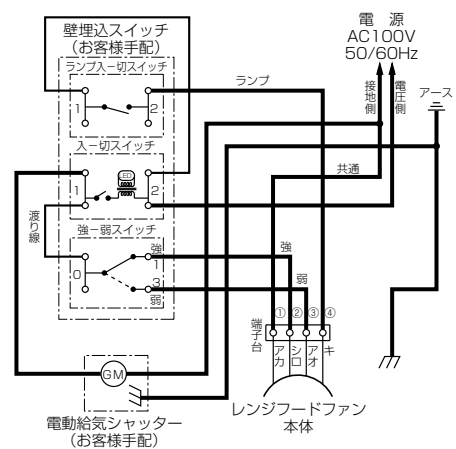 壁埋込スイッチ
(お客様手配)
ランプ入−切スイッチ
1
2
入−切スイッチ
LED
1
2
渡り線
強−弱スイッチ
強
1
0
3
弱
電 源
AC100V
50/60Hz
ランプ
接地側
電圧側
アース
共通
強
弱
端子台
① ② ③ ④
アカ
シロ
アオ
キ
GM
電動給気シャッター
(お客様手配)
レンジフードファン
本体